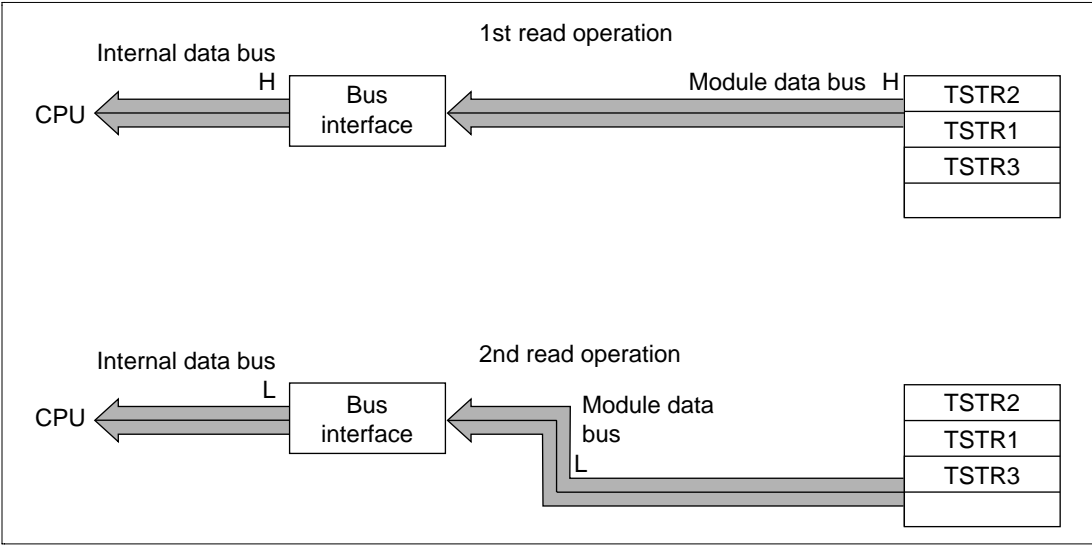 1st read operation
Internal data bus
H
Module data bus H
CPU
Bus
interface
TSTR2
TSTR1
TSTR3
2nd read operation
Internal data bus
L
CPU
Bus
interface
Module data
bus
L
TSTR2
TSTR1
TSTR3